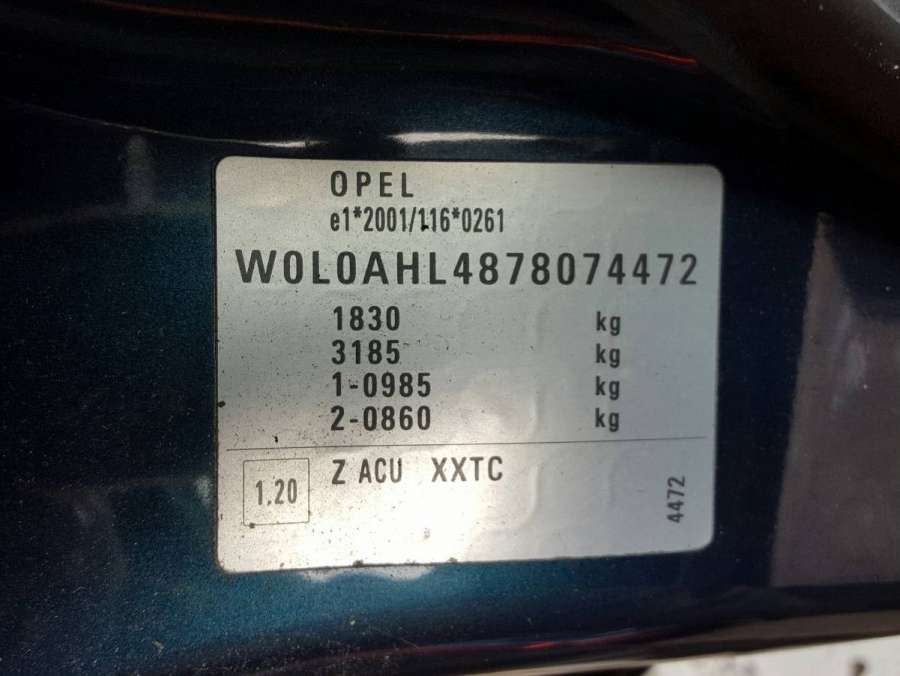 OPEL
e1*2001/116*0261
W0L0AHL4878074472
1830 kg
3185 kg
1-0985 kg
2-0860 kg
1.20 Z ACU XXTC
4472